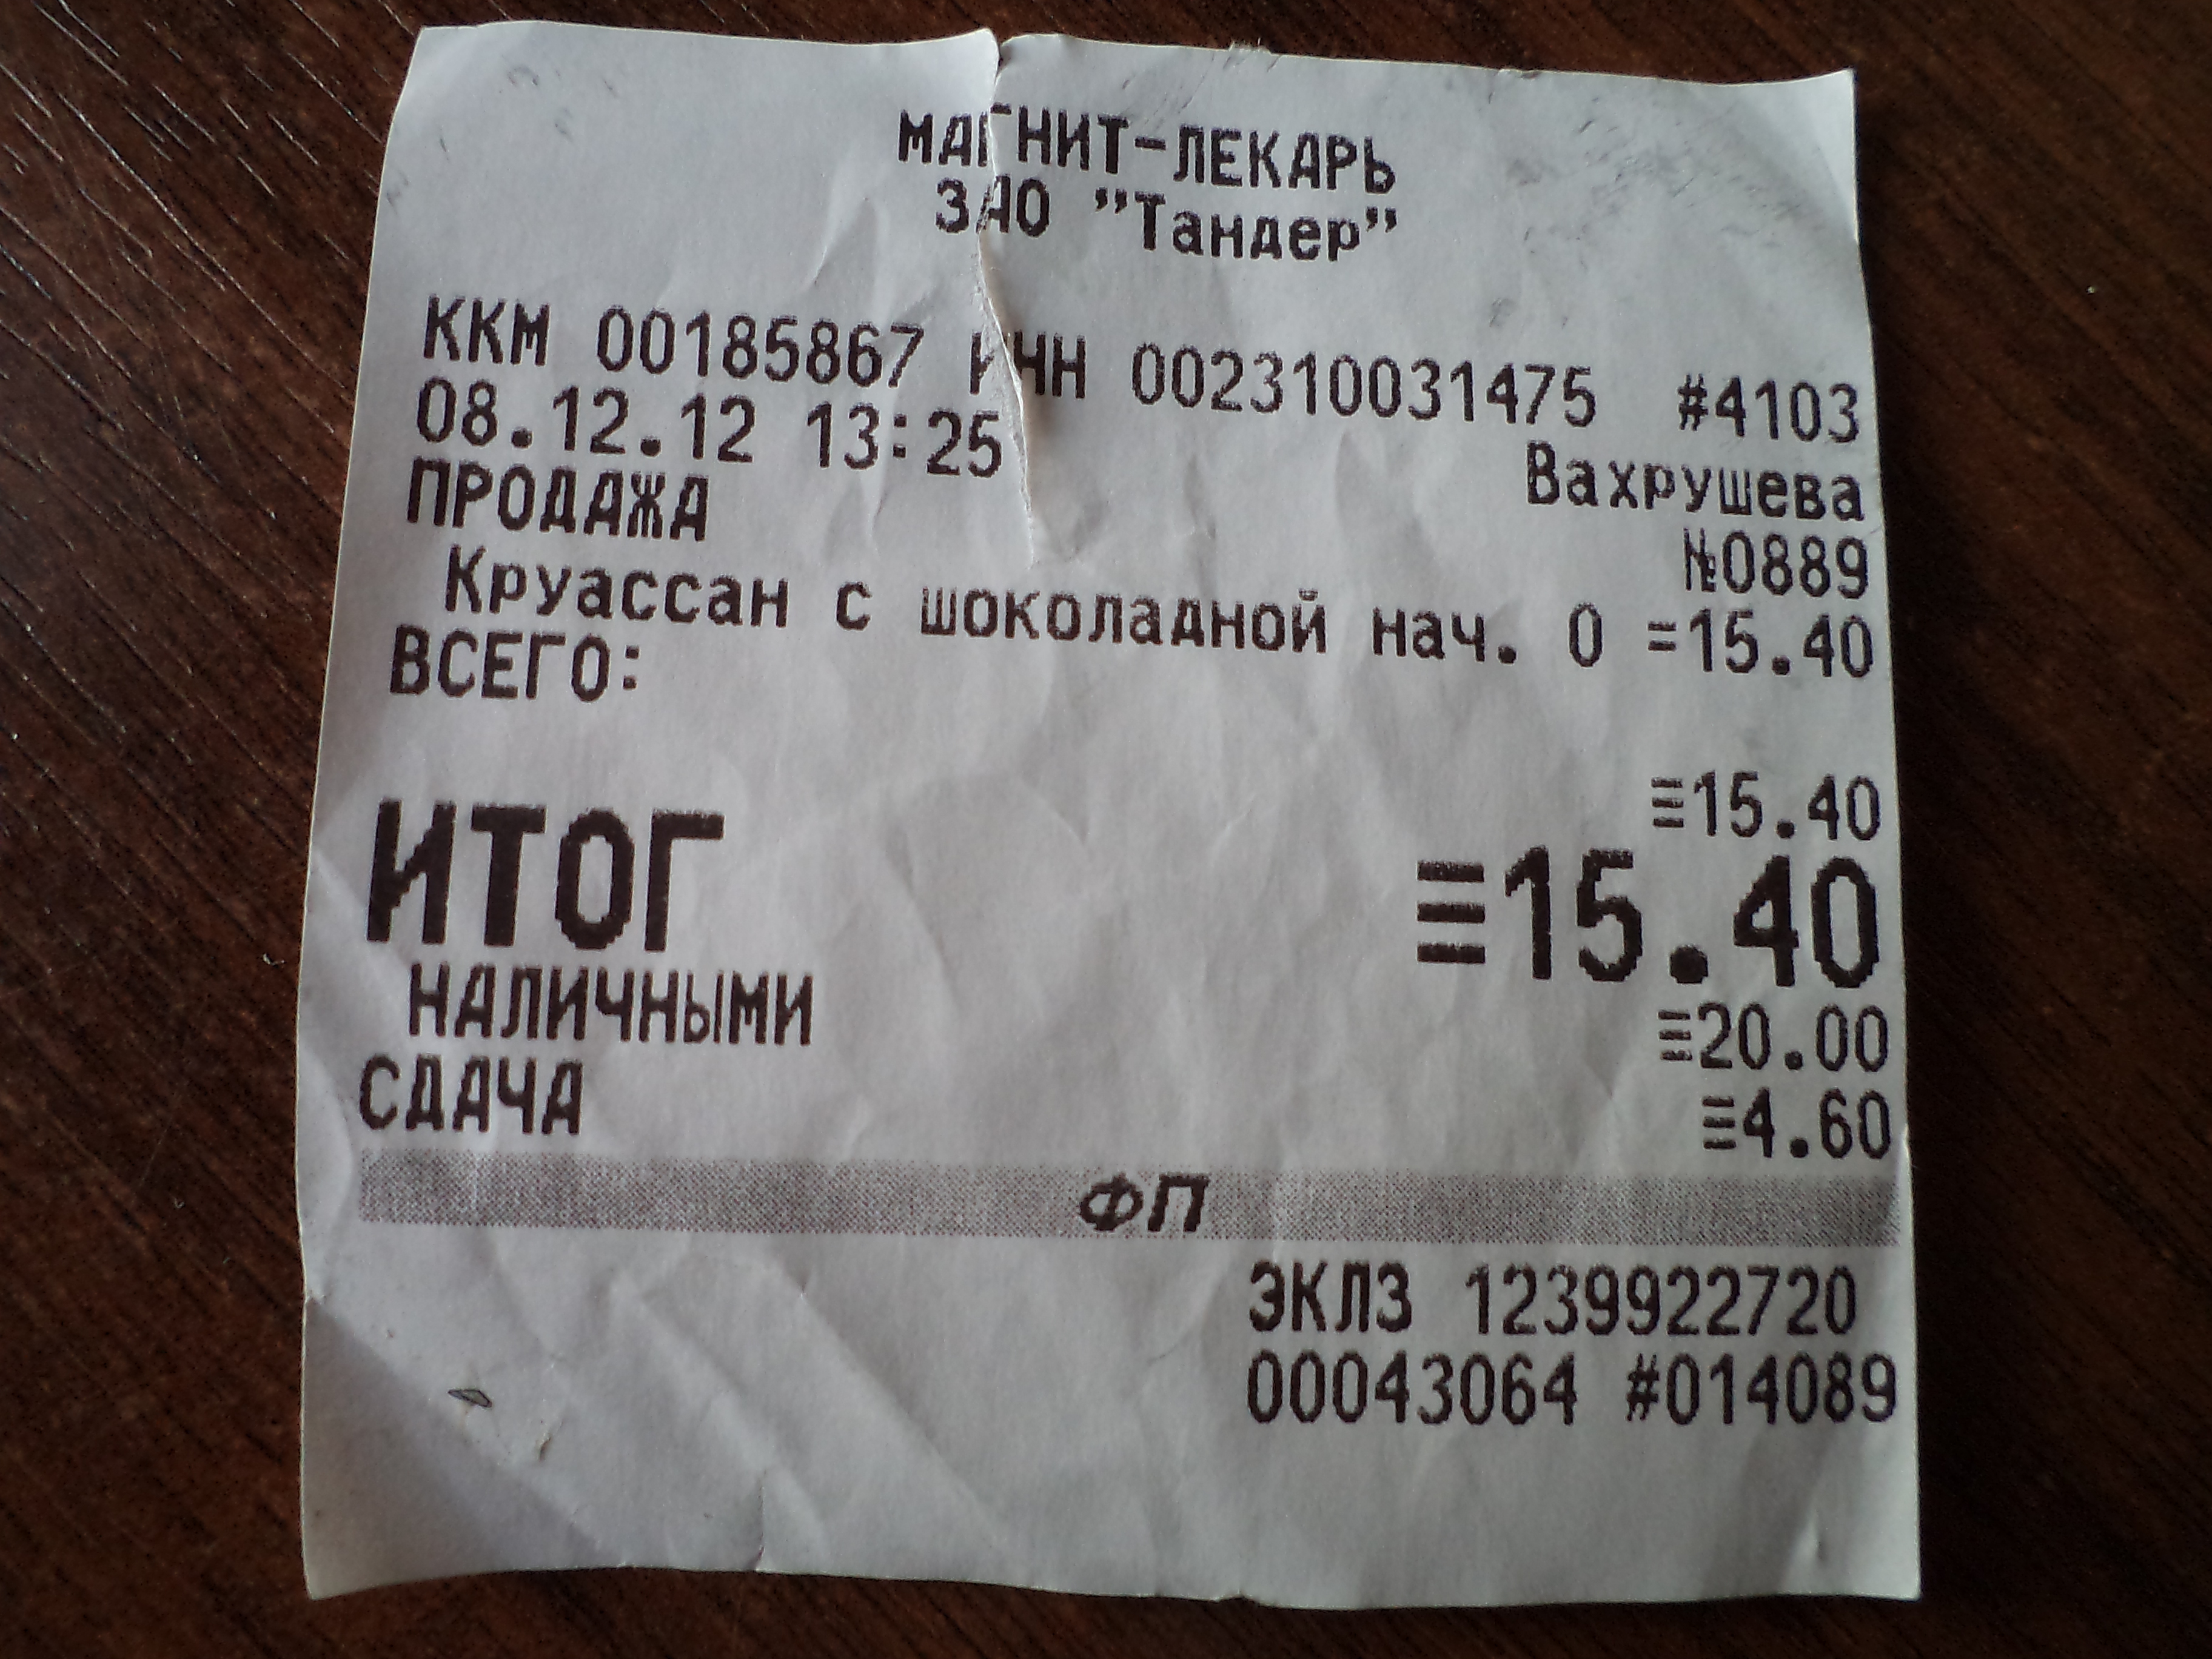 МАГНИТ-ЛЕКАРЬ
ЗАО "Тандер"
ККМ 00185867 ИНН 002310031475 #4103
08.12.12 13:25 Вахрушева
ПРОДАЖА №0889
Круассан с шоколадной нач. 0 =15.40
ВСЕГО: ≡15.40
ИТОГ ≡15.40
НАЛИЧНЫМИ ≡20.00
СДАЧА ≡4.60
ФП
ЭКЛЗ 1239922720
00043064 #014089